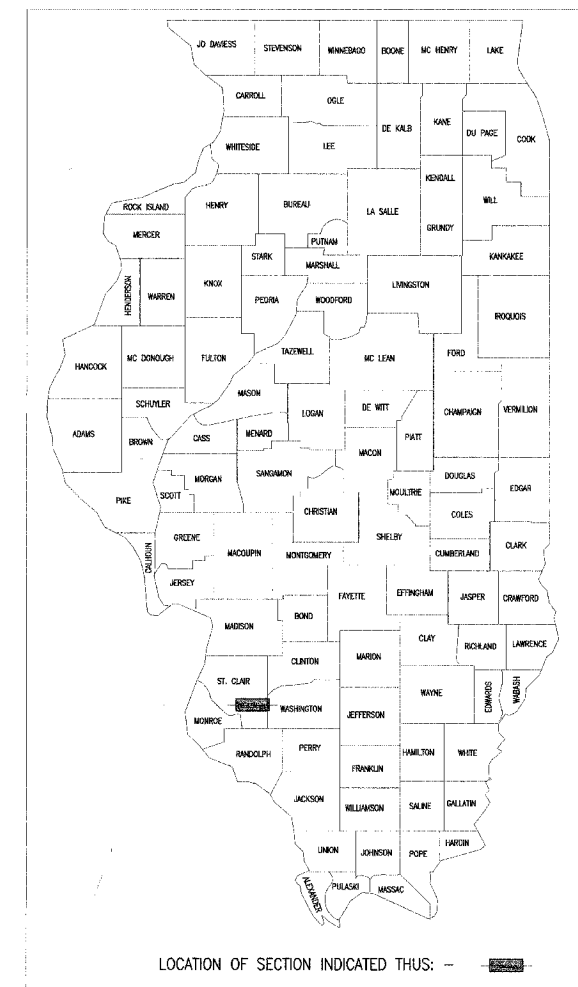 JO DAVIESS STEVENSON WINNEBAGO BOONE MC HENRY LAKE
CARROLL OGLE DE KALB KANE DU PAGE COOK
WHITESIDE LEE
KENDALL
ROCK ISLAND HENRY BUREAU LA SALLE GRUNDY WILL
MERCER PUTNAM
STARK MARSHALL KANKAKEE
HENDERSON WARREN KNOX PEORIA WOODFORD LIVINGSTON IROQUOIS
HANCOCK MC DONOUGH FULTON TAZEWELL MC LEAN FORD
MASON
SCHUYLER LOGAN DE WITT CHAMPAIGN VERMILION
ADAMS BROWN CASS MENARD MACON PIATT
PIKE SCOTT MORGAN SANGAMON MOULTRIE DOUGLAS EDGAR
CHRISTIAN COLES
CALHOUN GREENE MACOUPIN MONTGOMERY SHELBY CUMBERLAND CLARK
JERSEY FAYETTE EFFINGHAM JASPER CRAWFORD
MADISON BOND
CLAY RICHLAND LAWRENCE
CLINTON MARION
ST. CLAIR WAYNE EDWARDS WABASH
MONROE WASHINGTON JEFFERSON
RANDOLPH PERRY HAMILTON WHITE
FRANKLIN
JACKSON WILLIAMSON SALINE GALLATIN
UNION JOHNSON POPE HARDIN
ALEXANDER PULASKI MASSAC
LOCATION OF SECTION INDICATED THUS: –